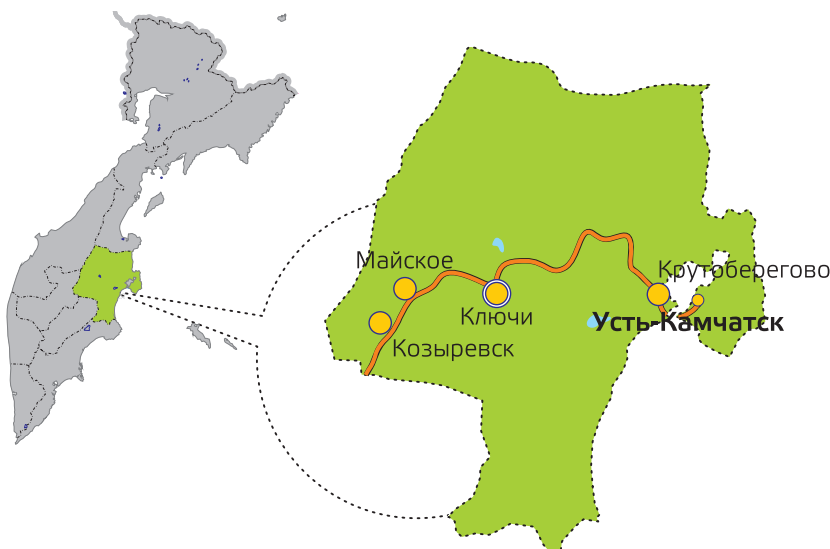 Майское
Крутоберегово
Ключи
Усть-Камчатск
Козыревск